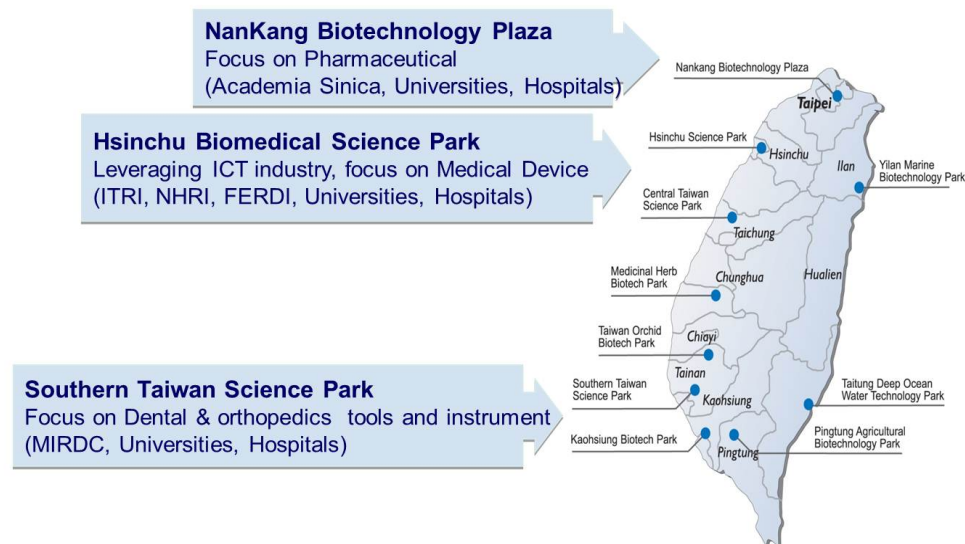 NanKang Biotechnology Plaza
Focus on Pharmaceutical
(Academia Sinica, Universities, Hospitals)
Hsinchu Biomedical Science Park
Leveraging ICT industry, focus on Medical Device
(ITRI, NHRI, FERDI, Universities, Hospitals)
Southern Taiwan Science Park
Focus on Dental & orthopedics tools and instrument
(MIRDC, Universities, Hospitals)
Nankang Biotechnology Plaza
Taipei
Hsinchu Science Park
Hsinchu
Ilan
Yilan Marine
Biotechnology Park
Central Taiwan
Science Park
Taichung
Medicinal Herb
Biotech Park
Chunghua
Hualien
Taiwan Orchid
Biotech Park
Chiayi
Tainan
Southern Taiwan
Science Park
Kaohsiung
Taitung Deep Ocean
Water Technology Park
Kaohsiung Biotech Park
Pingtung
Pingtung Agricultural
Biotechnology Park